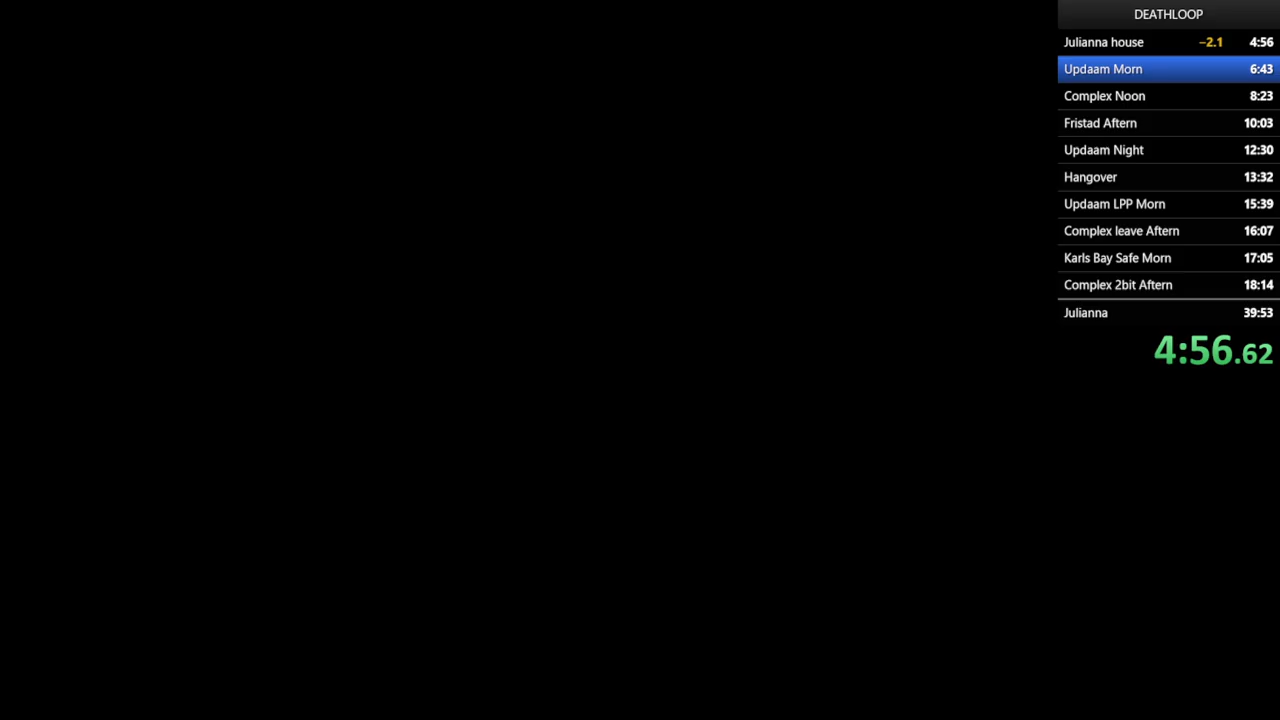 DEATHLOOP
Julianna house −2.1 4:56
Updaam Morn 6:43
Complex Noon 8:23
Fristad Aftern 10:03
Updaam Night 12:30
Hangover 13:32
Updaam LPP Morn 15:39
Complex leave Aftern 16:07
Karls Bay Safe Morn 17:05
Complex 2bit Aftern 18:14
Julianna 39:53
4:56.62